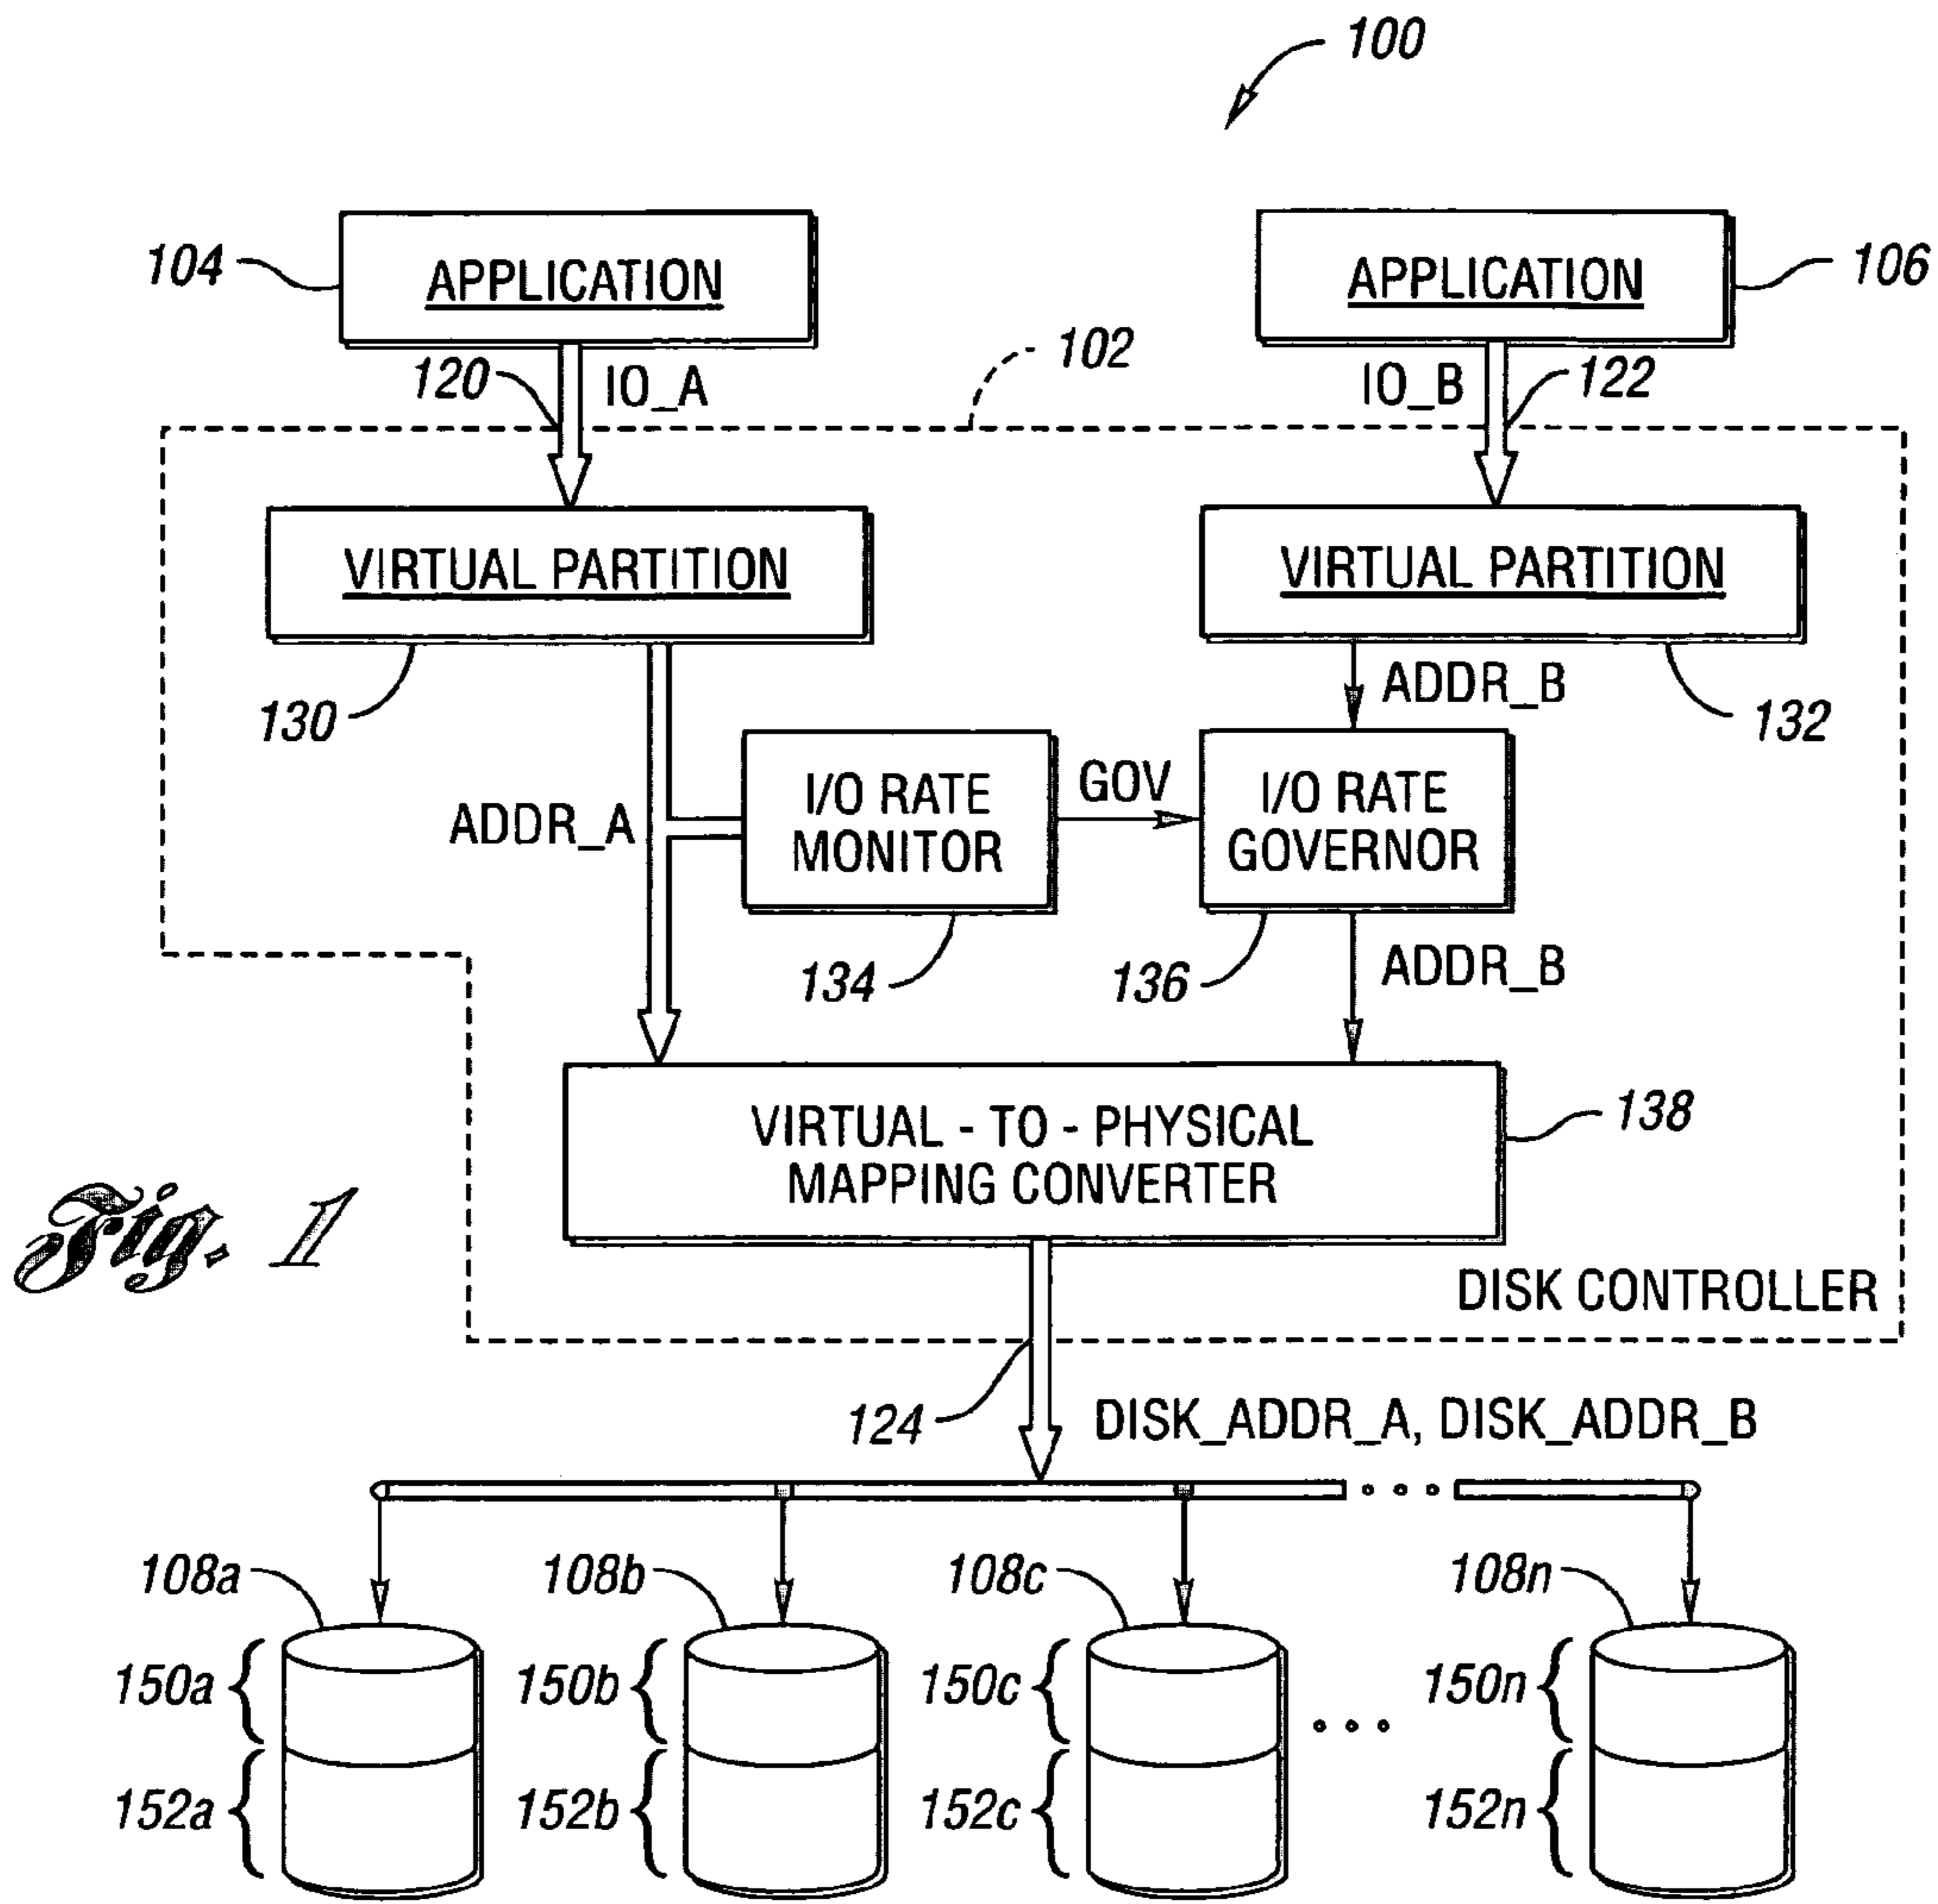 100
104
APPLICATION
APPLICATION
106
120
IO_A
102
IO_B
122
VIRTUAL PARTITION
VIRTUAL PARTITION
130
ADDR_B
132
ADDR_A
I/O RATE
MONITOR
GOV
I/O RATE
GOVERNOR
134
136
ADDR_B
VIRTUAL - TO - PHYSICAL
MAPPING CONVERTER
138
Fig. 1
DISK CONTROLLER
124
DISK_ADDR_A, DISK_ADDR_B
108a
108b
108c
108n
150a
150b
150c
150n
152a
152b
152c
152n